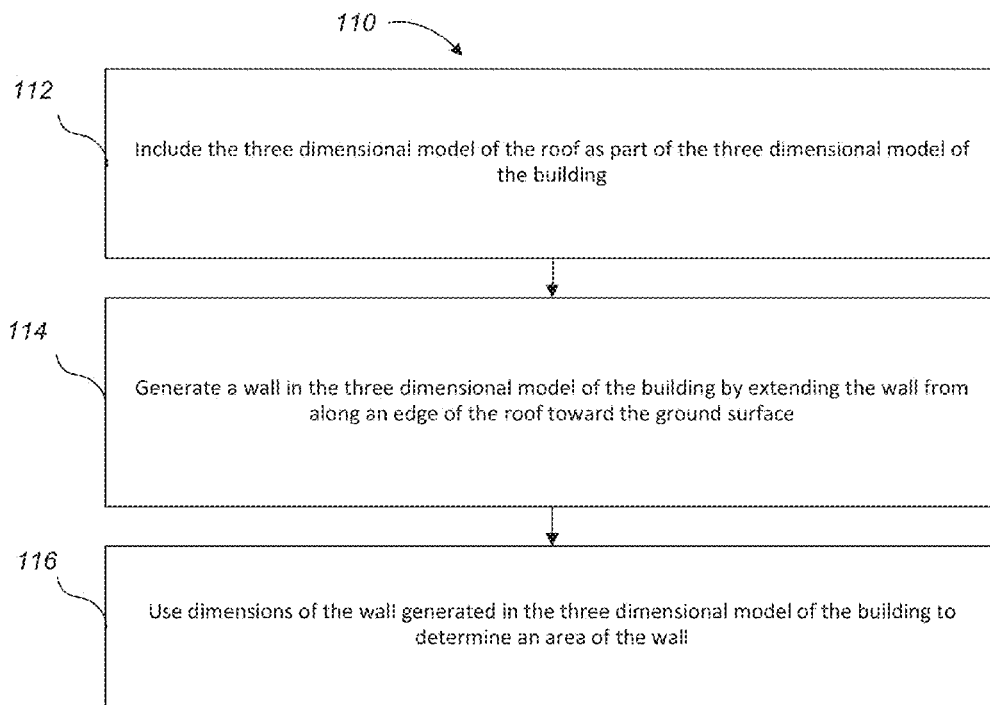 110
112
Include the three dimensional model of the roof as part of the three dimensional model of
the building
114
Generate a wall in the three dimensional model of the building by extending the wall from
along an edge of the roof toward the ground surface
116
Use dimensions of the wall generated in the three dimensional model of the building to
determine an area of the wall